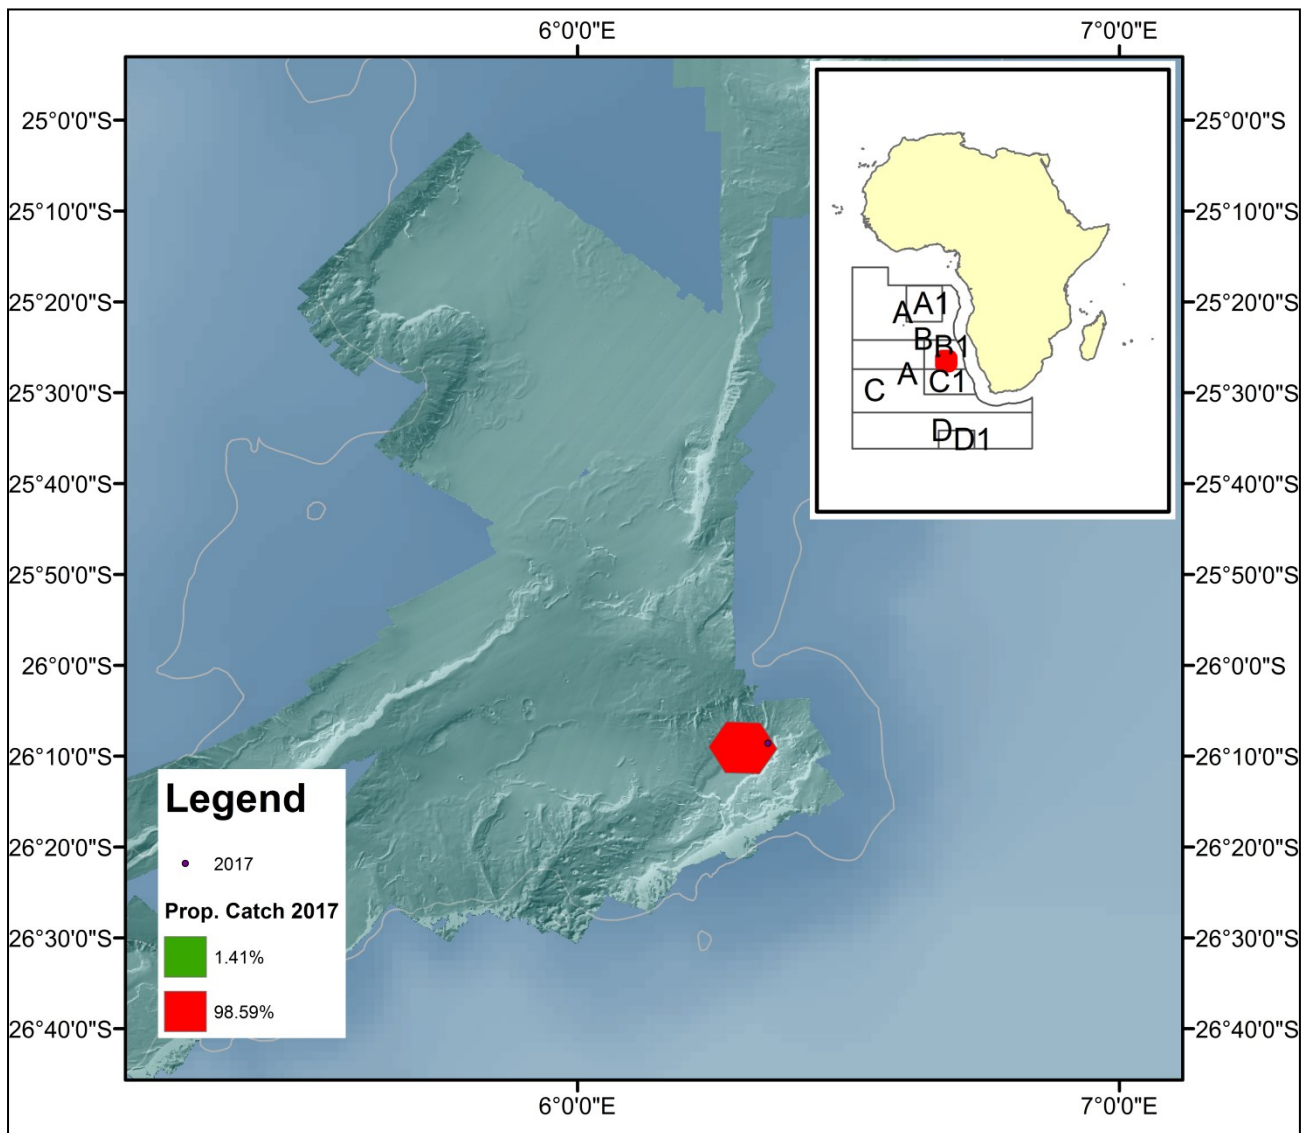 6°0'0"E 7°0'0"E
25°0'0"S 25°0'0"S
25°10'0"S 25°10'0"S
25°20'0"S 25°20'0"S
25°30'0"S 25°30'0"S
25°40'0"S 25°40'0"S
25°50'0"S 25°50'0"S
26°0'0"S 26°0'0"S
26°10'0"S 26°10'0"S
26°20'0"S 26°20'0"S
26°30'0"S 26°30'0"S
26°40'0"S 26°40'0"S
6°0'0"E 7°0'0"E
A A1
B B1
A C1
C
D D1
Legend
2017
Prop. Catch 2017
1.41%
98.59%